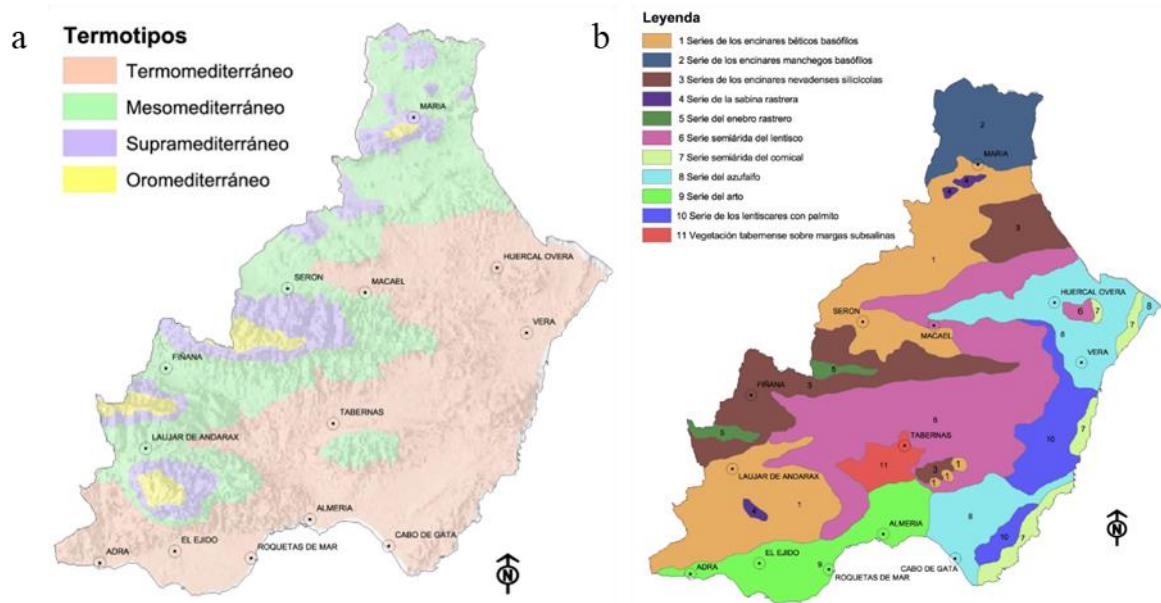 a
Termotipos
Termomediterráneo
Mesomediterráneo
Supramediterráneo
Oromediterráneo
MARIA
HUERCAL OVERA
SERON
MACAEL
VERA
FIÑANA
TABERNAS
LAUJAR DE ANDARAX
ALMERIA
EL EJIDO
CABO DE GATA
ADRA
ROQUETAS DE MAR
N
b
Leyenda
1 Series de los encinares béticos basófilos
2 Serie de los encinares manchegos basófilos
3 Series de los encinares nevadenses silicícolas
4 Serie de la sabina rastrera
5 Serie del enebro rastrero
6 Serie semiárida del lentisco
7 Serie semiárida del cornical
8 Serie del azufaifo
9 Serie del arto
10 Serie de los lentiscares con palmito
11 Vegetación tabernense sobre margas subsalinas
2
MARIA
4
4
3
1
HUERCAL OVERA
8
6
7
7
SERON
MACAEL
8
VERA
5
FIÑANA
3
6
TABERNAS
10
7
5
11
3
1
1
1
LAUJAR DE ANDARAX
4
1
8
ALMERIA
10
7
EL EJIDO
CABO DE GATA
ADRA
9
ROQUETAS DE MAR
N